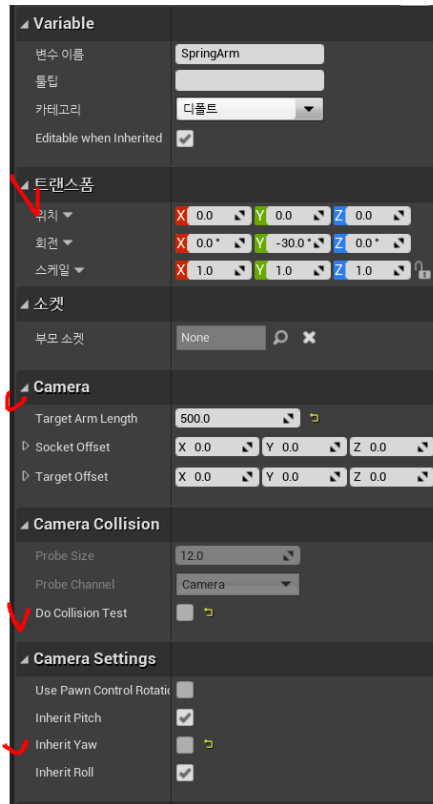 Variable
변수 이름 SpringArm
툴팁
카테고리 디폴트
Editable when Inherited
트랜스폼
위치 X 0.0 Y 0.0 Z 0.0
회전 X 0.0° Y -30.0° Z 0.0°
스케일 X 1.0 Y 1.0 Z 1.0
소켓
부모 소켓 None
Camera
Target Arm Length 500.0
Socket Offset X 0.0 Y 0.0 Z 0.0
Target Offset X 0.0 Y 0.0 Z 0.0
Camera Collision
Probe Size 12.0
Probe Channel Camera
Do Collision Test
Camera Settings
Use Pawn Control Rotatio
Inherit Pitch
Inherit Yaw
Inherit Roll